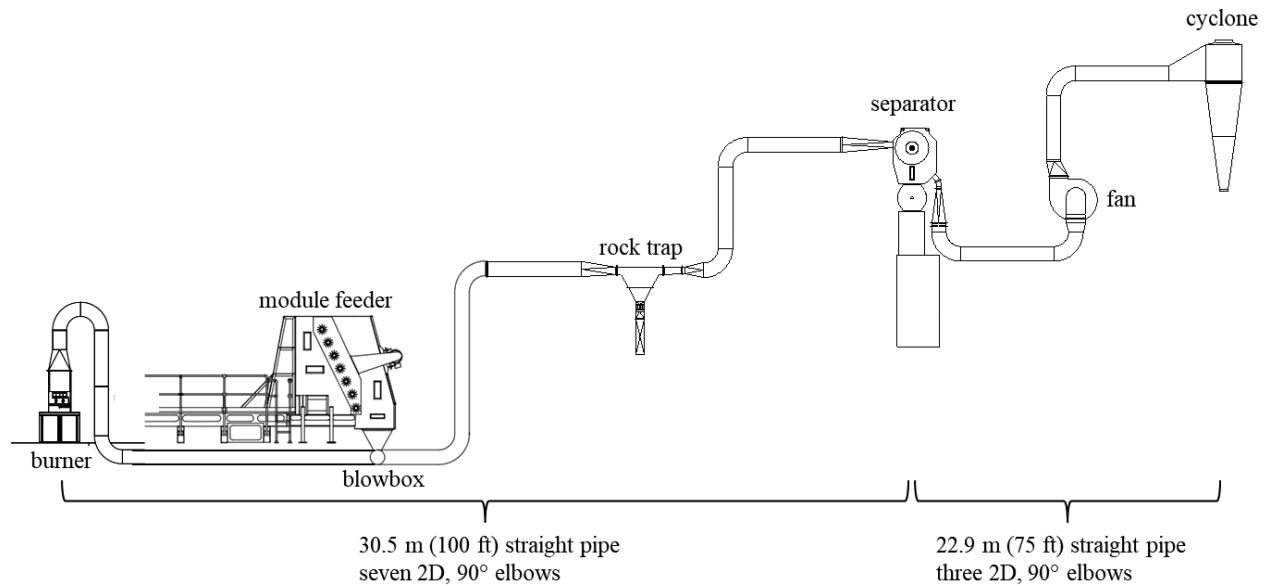 cyclone
separator
fan
rock trap
module feeder
burner
blowbox
30.5 m (100 ft) straight pipe
seven 2D, 90° elbows
22.9 m (75 ft) straight pipe
three 2D, 90° elbows